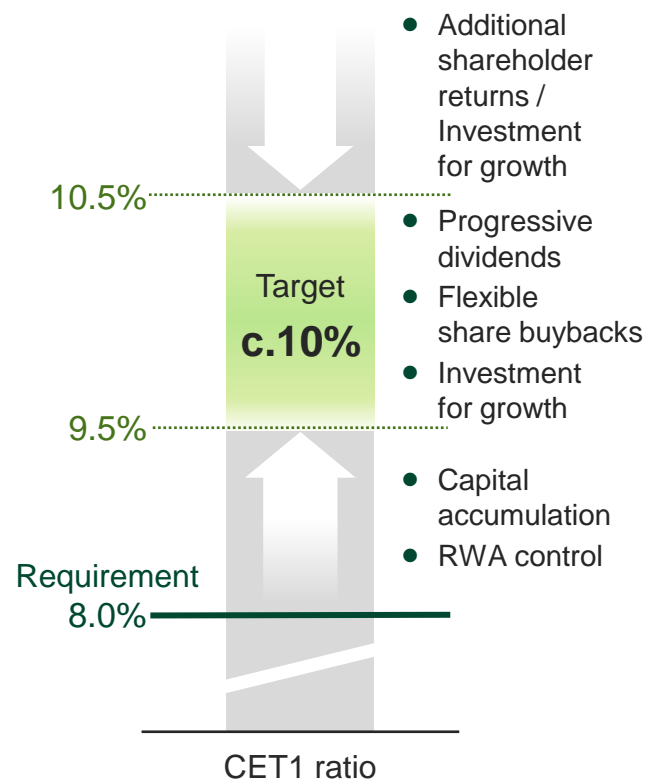 ● Additional
shareholder
returns /
Investment
for growth
10.5%
● Progressive
dividends
● Flexible
share buybacks
● Investment
for growth
Target
c.10%
9.5%
● Capital
accumulation
● RWA control
Requirement
8.0%
CET1 ratio